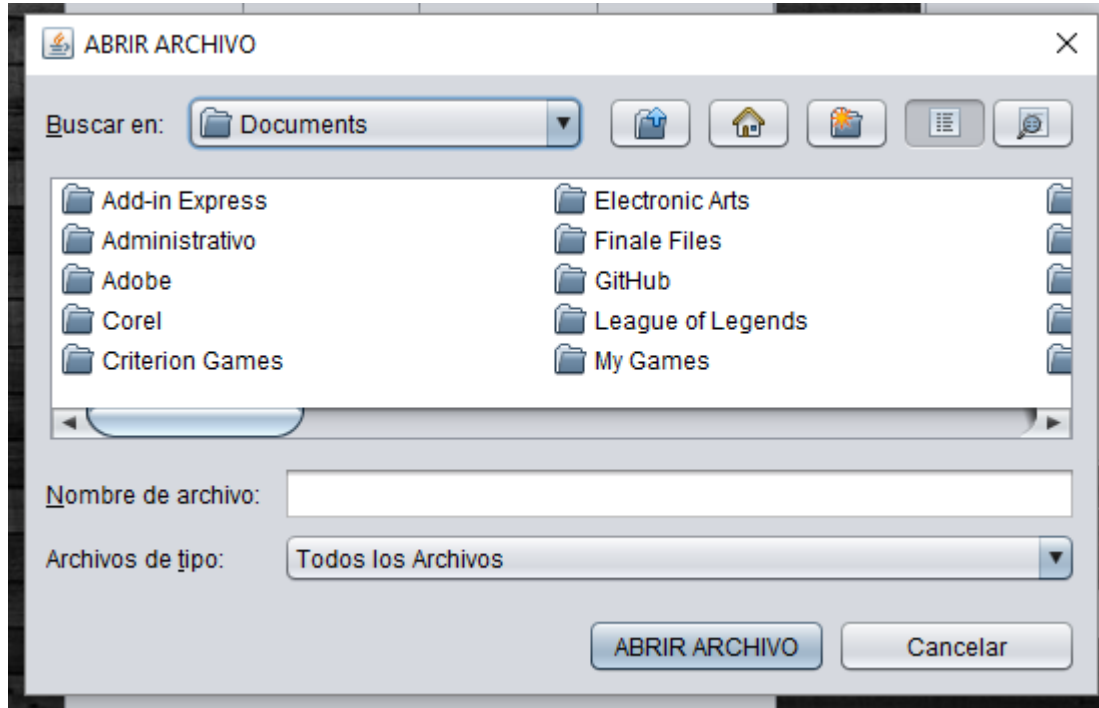 ABRIR ARCHIVO
Buscar en: Documents
Add-in Express
Administrativo
Adobe
Corel
Criterion Games
Electronic Arts
Finale Files
GitHub
League of Legends
My Games
Nombre de archivo:
Archivos de tipo: Todos los Archivos
ABRIR ARCHIVO Cancelar